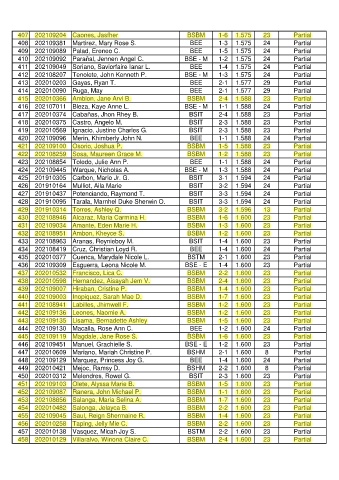 407 202109204 Caones, Jasfher BSBM 1-6 1.575 23 Partial
408 202109381 Martirez, Mary Rose S. BEE 1-3 1.575 24 Partial
409 202109089 Palad, Erenco C. BEE 1-5 1.575 24 Partial
410 202109092 Parañal, Jennen Angel C. BSE - M 1-2 1.575 24 Partial
411 202109049 Soriano, Saviorfaire Ianar L. BEE 1-4 1.575 24 Partial
412 202108207 Tenolete, John Kenneth P. BSE - M 1-3 1.575 24 Partial
413 202010203 Gayas, Ryan T. BEE 2-1 1.577 29 Partial
414 202010090 Ruga, May BEE 2-1 1.577 29 Partial
415 202010366 Ambion, Jane Arvi B. BSBM 2-4 1.588 23 Partial
416 202107011 Bleza, Kaye Anne L. BSE - M 1-1 1.588 24 Partial
417 202010374 Cabañas, Jhon Rhey B. BSIT 2-4 1.588 23 Partial
418 202010375 Castro, Angelo M. BSIT 2-3 1.588 23 Partial
419 202010569 Ignacio, Justine Charles G. BSIT 2-3 1.588 23 Partial
420 202109096 Merin, Khimberly John N. BEE 1-1 1.588 24 Partial
421 202109100 Osorio, Joshua P. BSBM 1-5 1.588 23 Partial
422 202108259 Sosa, Maureen Grace M. BSBM 1-2 1.588 23 Partial
423 202108854 Toledo, Julie Ann P. BEE 1-1 1.588 24 Partial
424 202109445 Warque, Nicholas A. BSE - M 1-3 1.588 24 Partial
425 201910305 Carbon, Mario Jr. G. BSIT 3-1 1.594 24 Partial
426 201910164 Mulliot, Alla Marie BSIT 3-2 1.594 24 Partial
427 201910437 Potenciando, Raymond T. BSIT 3-3 1.594 24 Partial
428 201910095 Tarala, Marnhel Duke Sherwin O. BSIT 3-3 1.594 24 Partial
429 201910314 Torres, Ashley Q. BSBM 3-2 1.596 13 Partial
430 202108946 Alcaraz, Maria Carmina H. BSBM 1-6 1.600 23 Partial
431 202109034 Amante, Eden Marie H. BSBM 1-3 1.600 23 Partial
432 202108951 Ambon, Kheyce S. BSBM 1-2 1.600 23 Partial
433 202108963 Aranas, Reynieboy M. BSIT 1-4 1.600 23 Partial
434 202108419 Cruz, Christian Loyd R. BEE 1-4 1.600 24 Partial
435 202010377 Cuenca, Marydale Nicole L. BSTM 2-1 1.600 23 Partial
436 202109309 Esguerra, Leona Nicole M. BSE - E 1-4 1.600 23 Partial
437 202010532 Francisco, Lica C. BSBM 2-2 1.600 23 Partial
438 202010598 Hernandez, Aisayah Jem V. BSBM 2-4 1.600 23 Partial
439 202109007 Hiraban, Cristine P. BSBM 1-4 1.600 23 Partial
440 202109003 Inopiquez, Sarah Mae D. BSBM 1-7 1.600 23 Partial
441 202108941 Labilles, Jhimwell F. BSBM 1-2 1.600 23 Partial
442 202109136 Leones, Naomie A. BSBM 1-2 1.600 23 Partial
443 202109135 Lisama, Bernadette Ashley BSBM 1-5 1.600 23 Partial
444 202109130 Macalla, Rose Ann C. BEE 1-2 1.600 24 Partial
445 202109119 Magdale, Jane Rose S. BSBM 1-6 1.600 23 Partial
446 202109451 Manuel, Grachielle S. BSE - E 1-2 1.600 23 Partial
447 202010609 Mariano, Mariah Christine P. BSHM 2-1 1.600 8 Partial
448 202109129 Marquez, Princess Joy G. BEE 1-4 1.600 24 Partial
449 202010421 Mejor, Ramsy D. BSHM 2-2 1.600 8 Partial
450 202010312 Melendres, Rowel G. BSIT 2-3 1.600 23 Partial
451 202109103 Olete, Alyssa Marie B. BSBM 1-5 1.600 23 Partial
452 202109087 Ranera, John Michael P. BSBM 1-1 1.600 23 Partial
453 202108856 Salanga, Maria Selina A. BSBM 1-7 1.600 23 Partial
454 202010482 Salonga, Jelayca B. BSBM 2-2 1.600 23 Partial
455 202109045 Saul, Reign Shermaine R. BSBM 1-4 1.600 23 Partial
456 202010258 Taping, Jelly Mie C. BSBM 2-2 1.600 23 Partial
457 202010138 Vasquez, Micah Joy S. BSTM 2-2 1.600 23 Partial
458 202010129 Villaralvo, Winona Claire C. BSBM 2-4 1.600 23 Partial